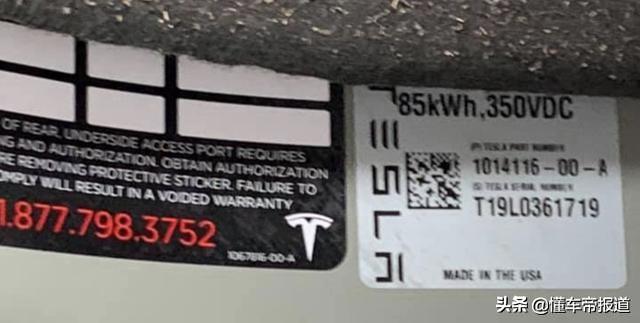 OF REAR, UNDERSIDE ACCESS PORT REQUIRES
NG AND AUTHORIZATION. OBTAIN AUTHORIZATION
RE REMOVING PROTECTIVE STICKER. FAILURE TO
OMPLY WILL RESULT IN A VOIDED WARRANTY
1.877.798.3752
1067816-00-A
85kWh,350VDC
(P) TESLA PART NUMBER
1014116-00-A
(S) TESLA SERIAL NUMBER
T19L0361719
MADE IN THE USA
头条 @懂车帝报道